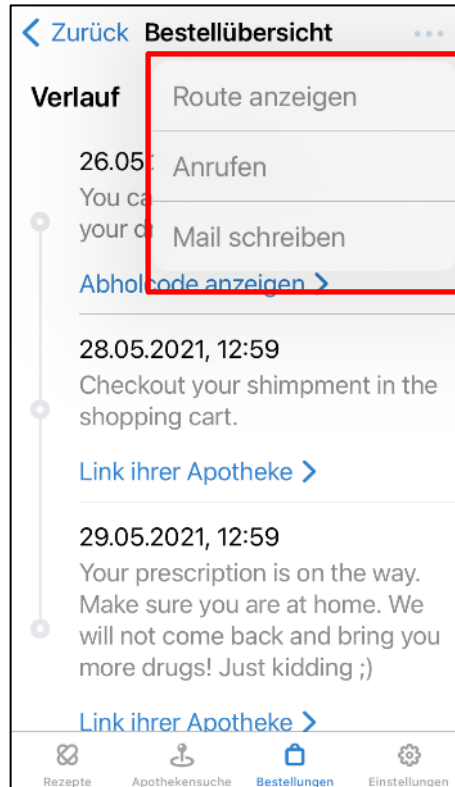 Zurück Bestellübersicht ...
Verlauf
Route anzeigen
Anrufen
Mail schreiben
26.05
You ca
your d
Abholcode anzeigen >
28.05.2021, 12:59
Checkout your shimpment in the
shopping cart.
Link ihrer Apotheke >
29.05.2021, 12:59
Your prescription is on the way.
Make sure you are at home. We
will not come back and bring you
more drugs! Just kidding ;)
Link ihrer Apotheke >
Rezepte Apothekensuche Bestellungen Einstellungen